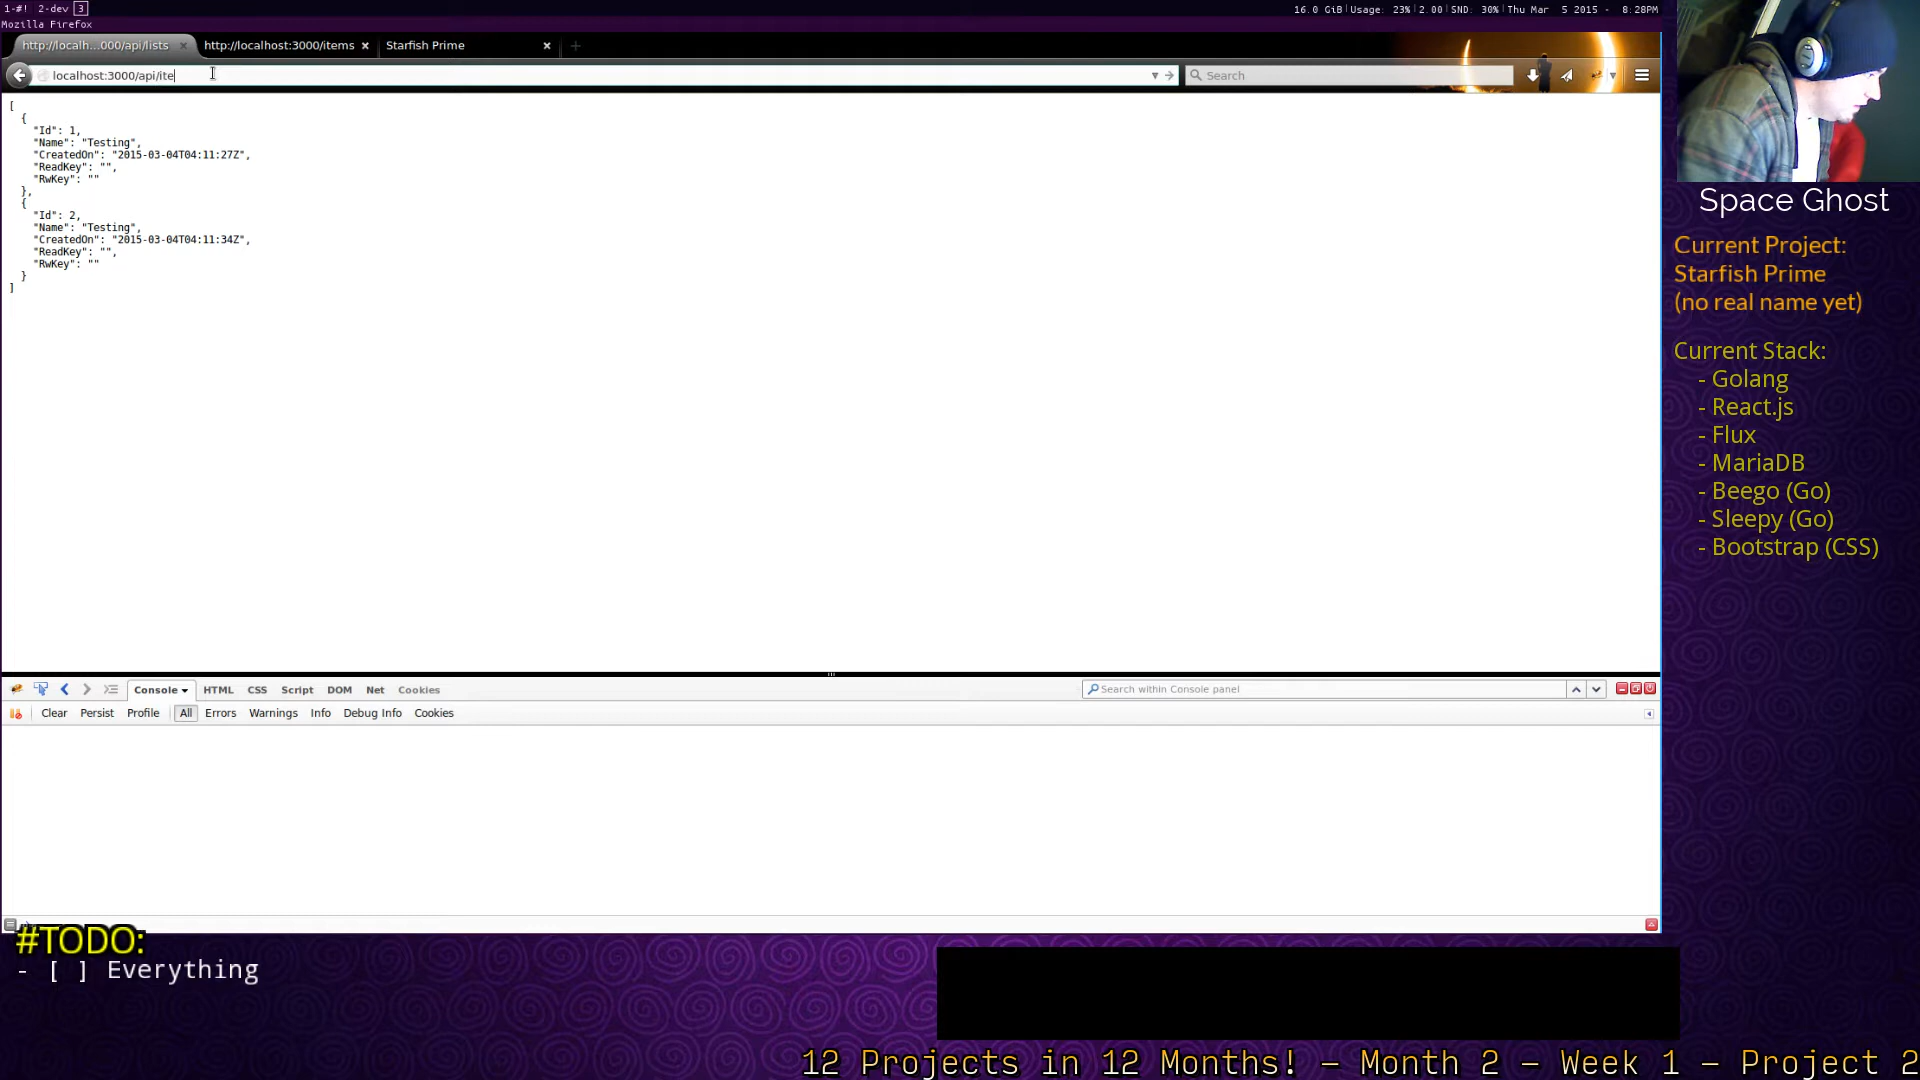 1-#! 2-dev 3
16.0 GiB|Usage: 23%|2.00|SND: 30%|Thu Mar 5 2015 - 8:28PM
Mozilla Firefox
http://localh...000/api/lists × http://localhost:3000/items × Starfish Prime × +
localhost:3000/api/ite
Search
[
{
"Id": 1,
"Name": "Testing",
"CreatedOn": "2015-03-04T04:11:27Z",
"ReadKey": "",
"RwKey": ""
},
{
"Id": 2,
"Name": "Testing",
"CreatedOn": "2015-03-04T04:11:34Z",
"ReadKey": "",
"RwKey": ""
}
]
Console HTML CSS Script DOM Net Cookies
Search within Console panel
Clear Persist Profile All Errors Warnings Info Debug Info Cookies
Space Ghost
Current Project:
Starfish Prime
(no real name yet)
Current Stack:
- Golang
- React.js
- Flux
- MariaDB
- Beego (Go)
- Sleepy (Go)
- Bootstrap (CSS)
#TODO:
- [ ] Everything
12 Projects in 12 Months! — Month 2 — Week 1 — Project 2